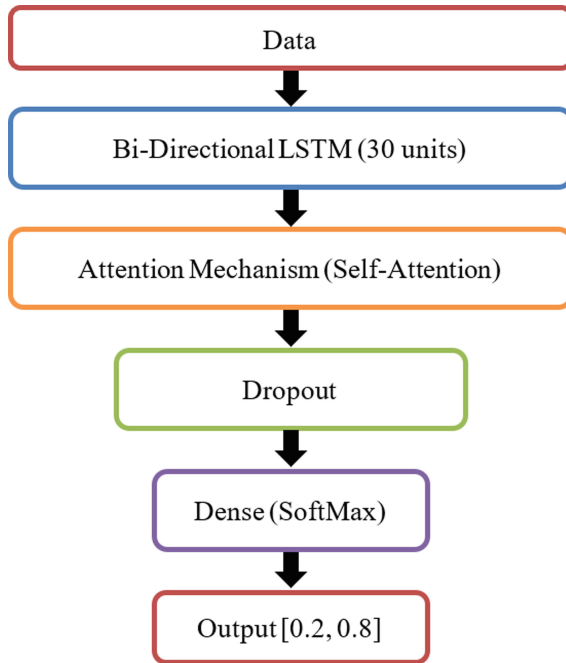 Data
Bi-Directional LSTM (30 units)
Attention Mechanism (Self-Attention)
Dropout
Dense (SoftMax)
Output [0.2, 0.8]